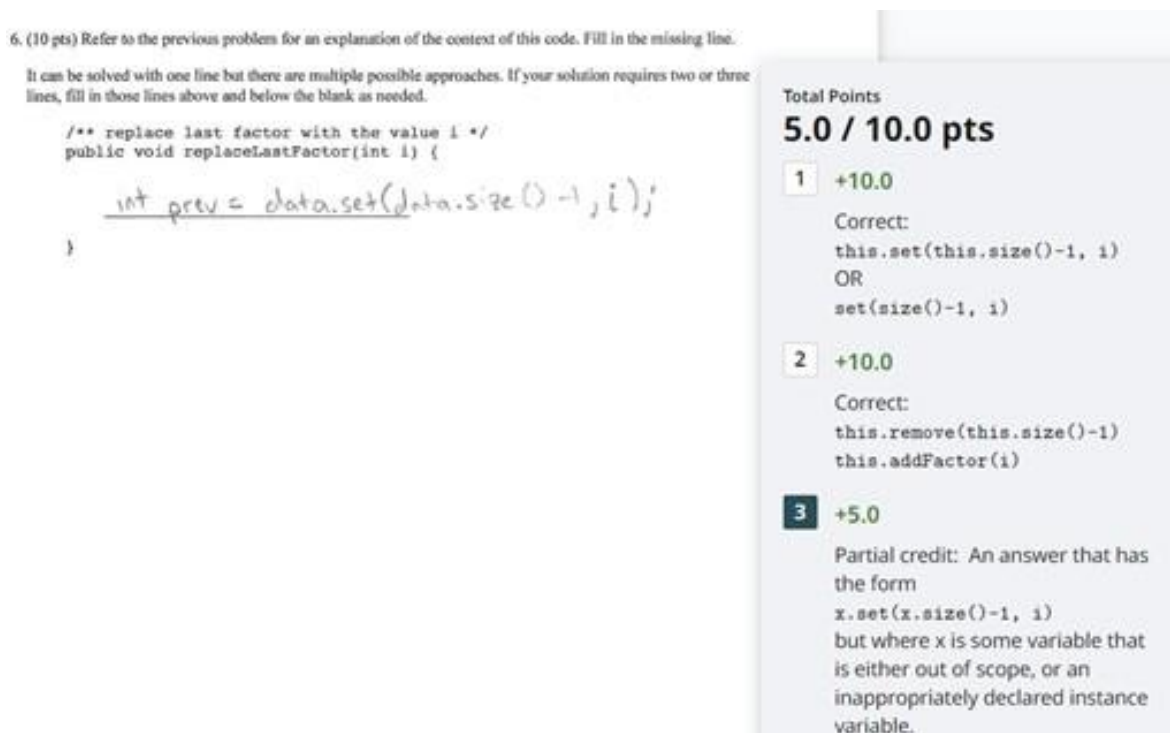 6. (10 pts) Refer to the previous problem for an explanation of the context of this code. Fill in the missing line.
It can be solved with one line but there are multiple possible approaches. If your solution requires two or three
lines, fill in those lines above and below the blank as needed.
/** replace last factor with the value i */
public void replaceLastFactor(int i) {
int prev = data.set(data.size()-1, i);
}
Total Points
5.0 / 10.0 pts
1 +10.0
Correct:
this.set(this.size()-1, i)
OR
set(size()-1, i)
2 +10.0
Correct:
this.remove(this.size()-1)
this.addFactor(i)
3 +5.0
Partial credit: An answer that has
the form
x.set(x.size()-1, i)
but where x is some variable that
is either out of scope, or an
inappropriately declared instance
variable.